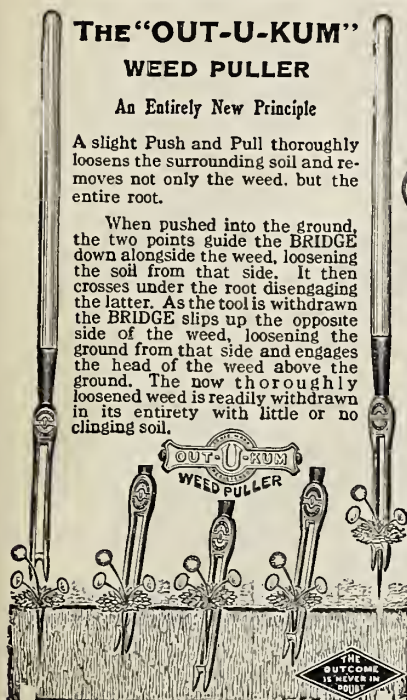 THE "OUT-U-KUM"
WEED PULLER
An Entirely New Principle
A slight Push and Pull thoroughly
loosens the surrounding soil and re-
moves not only the weed. but the
entire root.
When pushed into the ground,
the two points guide the BRIDGE
down alongside the weed, loosening
the soil from that side. It then
crosses under the root disengaging
the latter. As the tool is withdrawn
the BRIDGE slips up the opposite
side of the weed, loosening the
ground from that side and engages
the head of the weed above the
ground. The now thoroughly
loosened weed is readily withdrawn
in its entirety with little or no
clinging soil.
OUT-U-KUM
WEED PULLER
THE
OUTCOME
IS NEVER IN
DOUBT